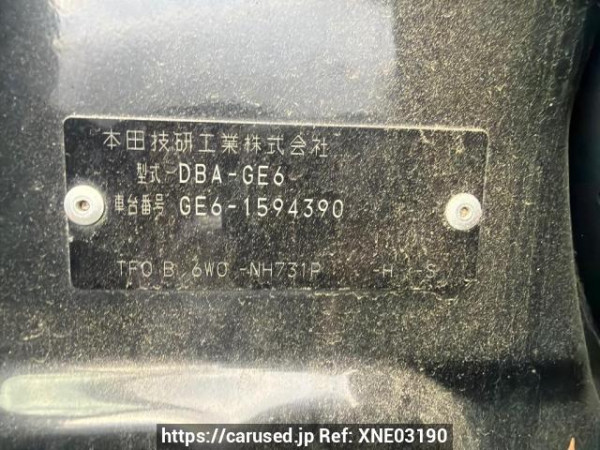 本田技研工業株式会社
型式 DBA-GE6
車台番号 GE6-1594390
TF0 B 6W0 -NH731P -H -S
https://carused.jp Ref: XNE03190